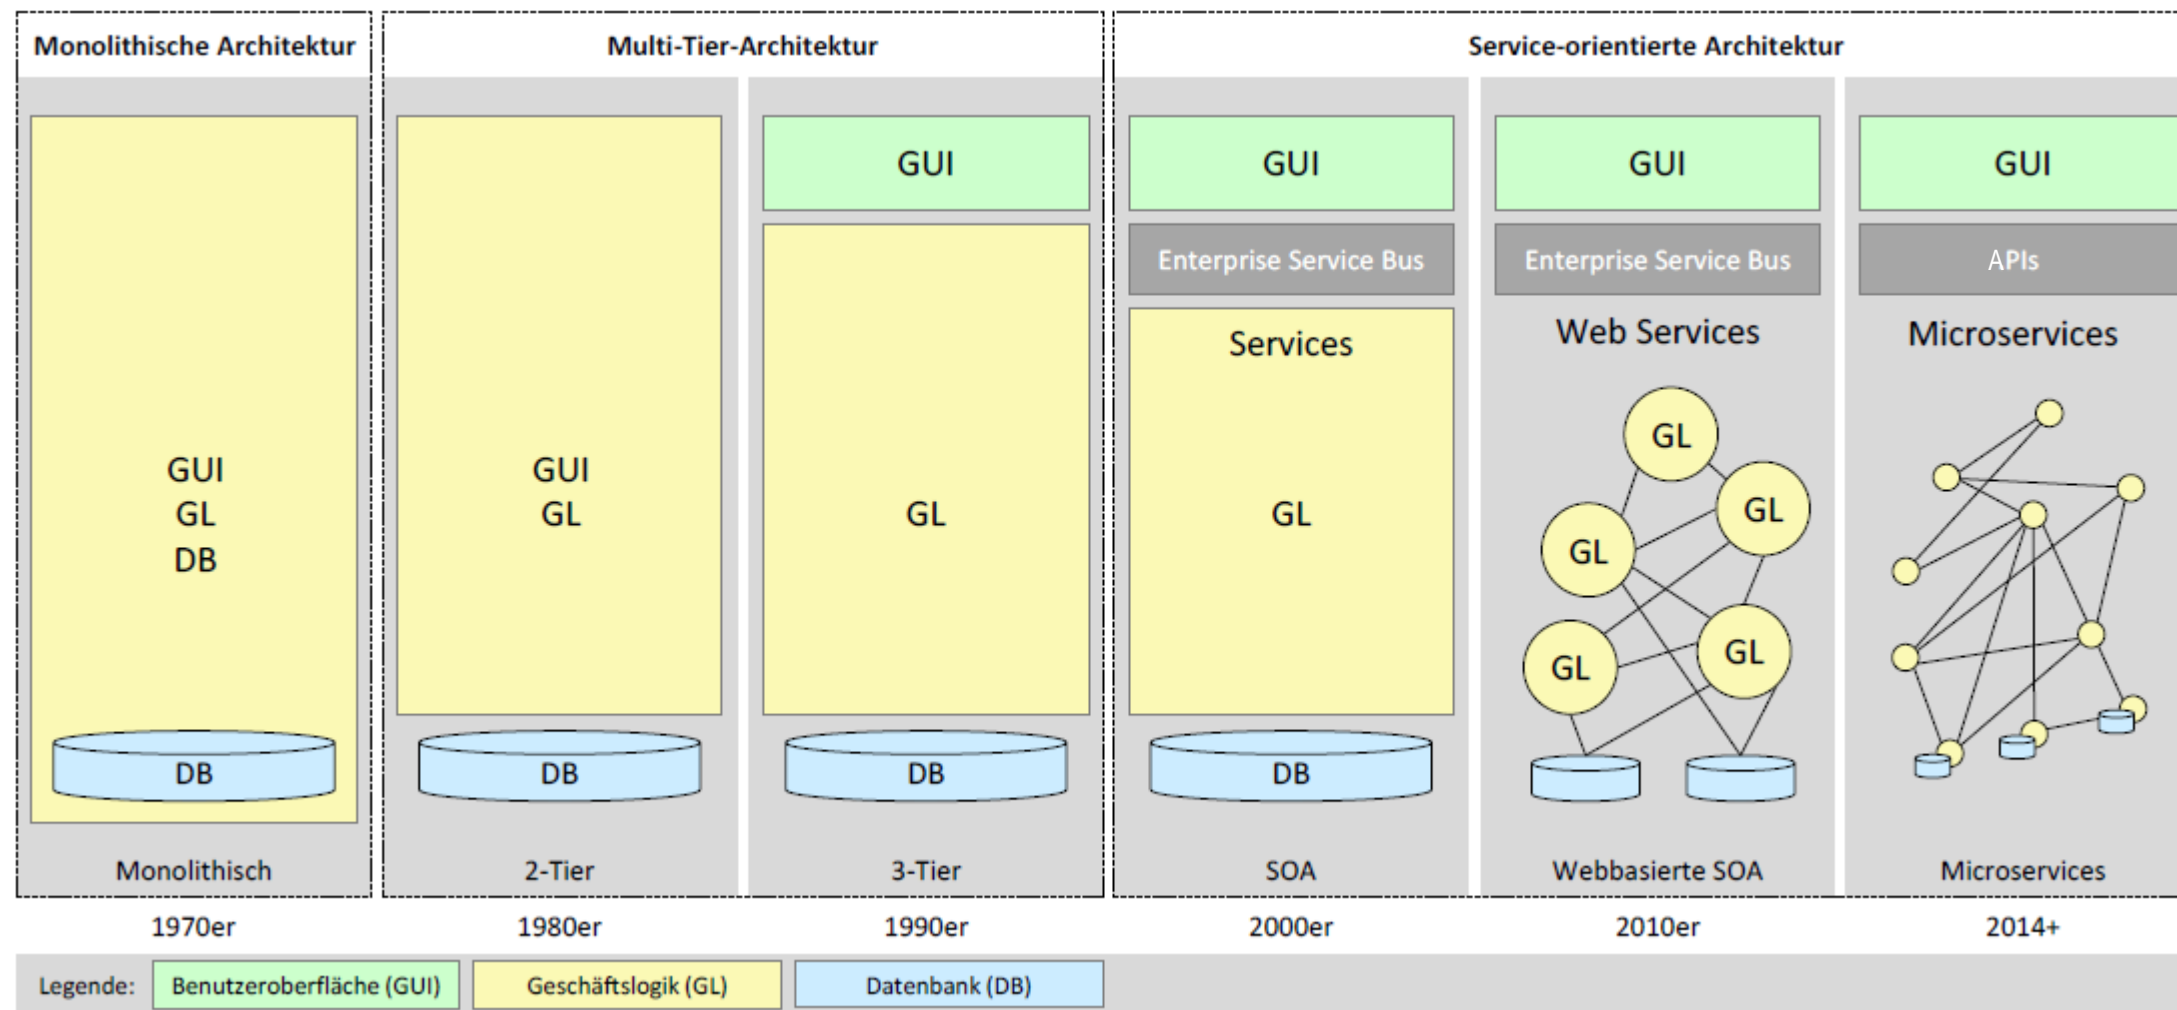 Monolithische Architektur
Multi-Tier-Architektur
Service-orientierte Architektur
GUI
GL
DB
DB
Monolithisch
1970er
GUI
GL
DB
2-Tier
1980er
GUI
GL
DB
3-Tier
1990er
GUI
Enterprise Service Bus
Services
GL
DB
SOA
2000er
GUI
Enterprise Service Bus
Web Services
GL
GL
GL
GL
GL
Webbasierte SOA
2010er
GUI
APIs
Microservices
Microservices
2014+
Legende:
Benutzeroberfläche (GUI)
Geschäftslogik (GL)
Datenbank (DB)